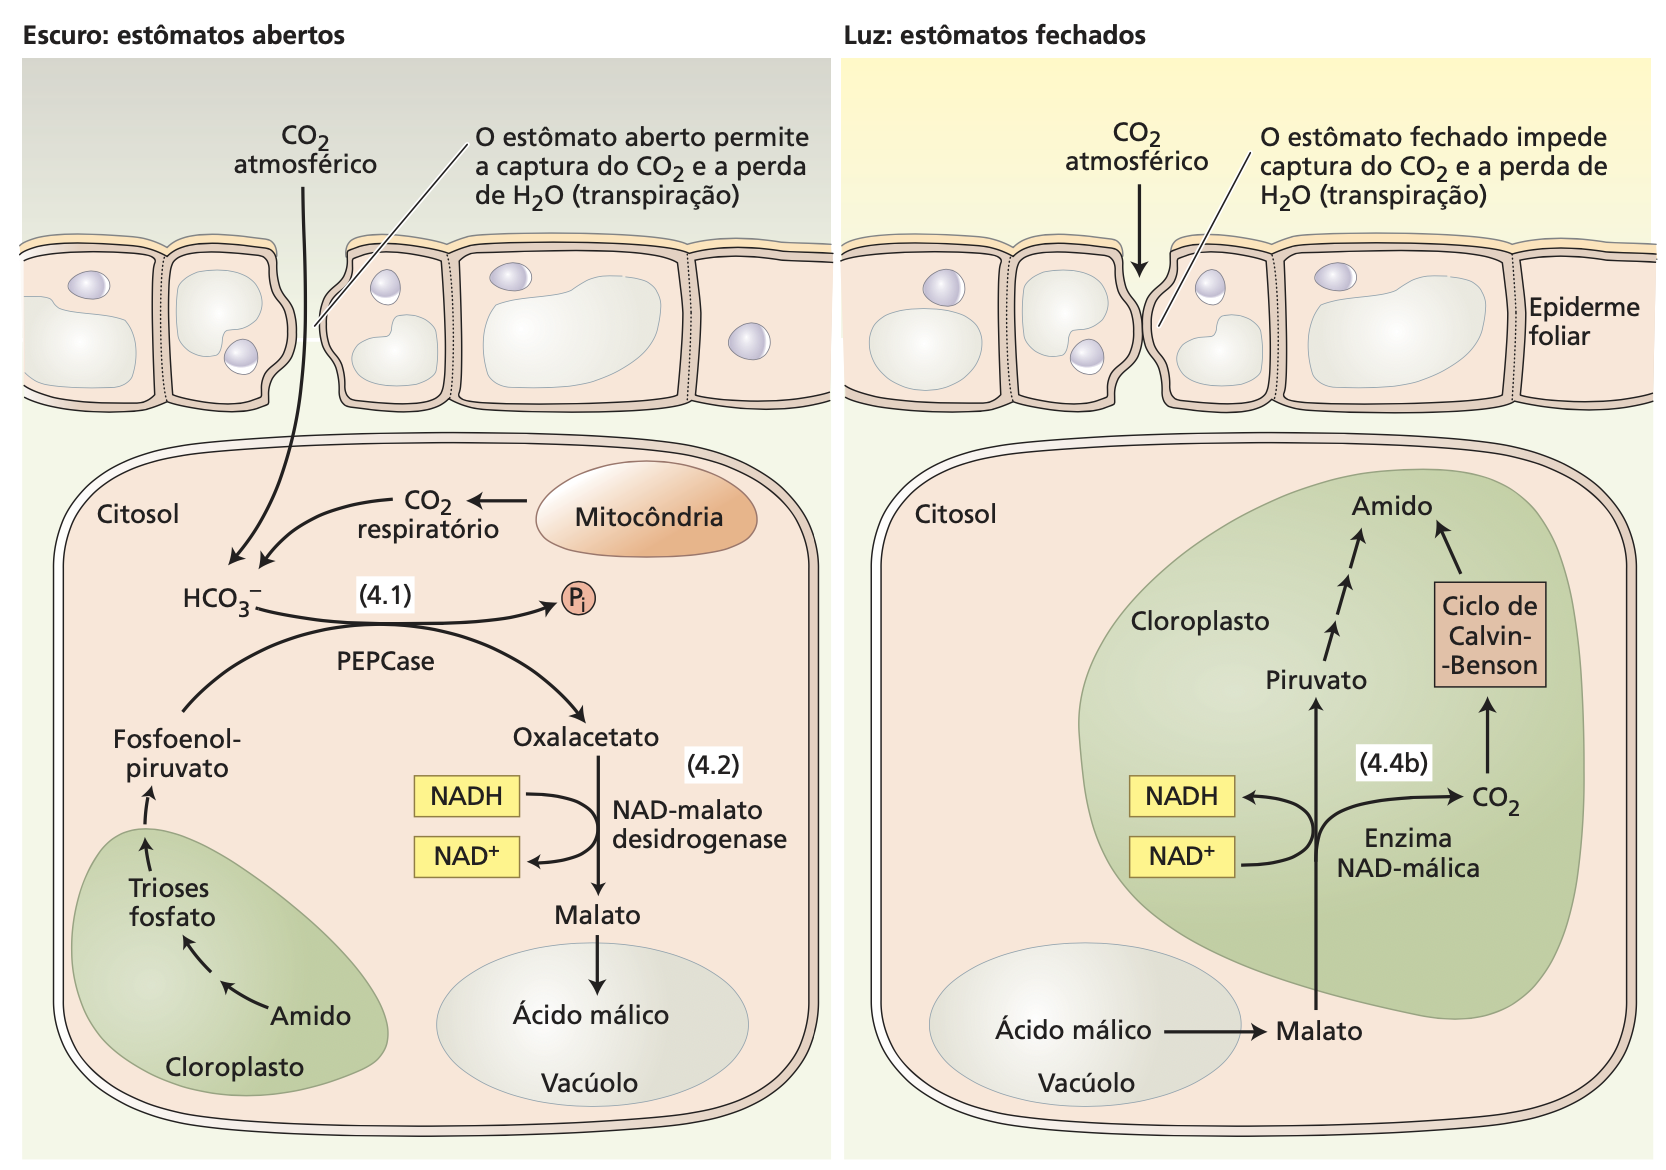 Escuro: estômatos abertos
CO₂
atmosférico
O estômato aberto permite
a captura do CO₂ e a perda
de H₂O (transpiração)
Citosol
CO₂
respiratório
Mitocôndria
HCO₃⁻
(4.1)
Pᵢ
PEPCase
Fosfoenol-
piruvato
Oxalacetato
(4.2)
NADH
NAD⁺
NAD-malato
desidrogenase
Trioses
fosfato
Malato
Amido
Ácido málico
Cloroplasto
Vacúolo
Luz: estômatos fechados
CO₂
atmosférico
O estômato fechado impede
captura do CO₂ e a perda de
H₂O (transpiração)
Epiderme
foliar
Citosol
Amido
Cloroplasto
Ciclo de
Calvin-
-Benson
Piruvato
(4.4b)
NADH
NAD⁺
CO₂
Enzima
NAD-málica
Ácido málico
Malato
Vacúolo